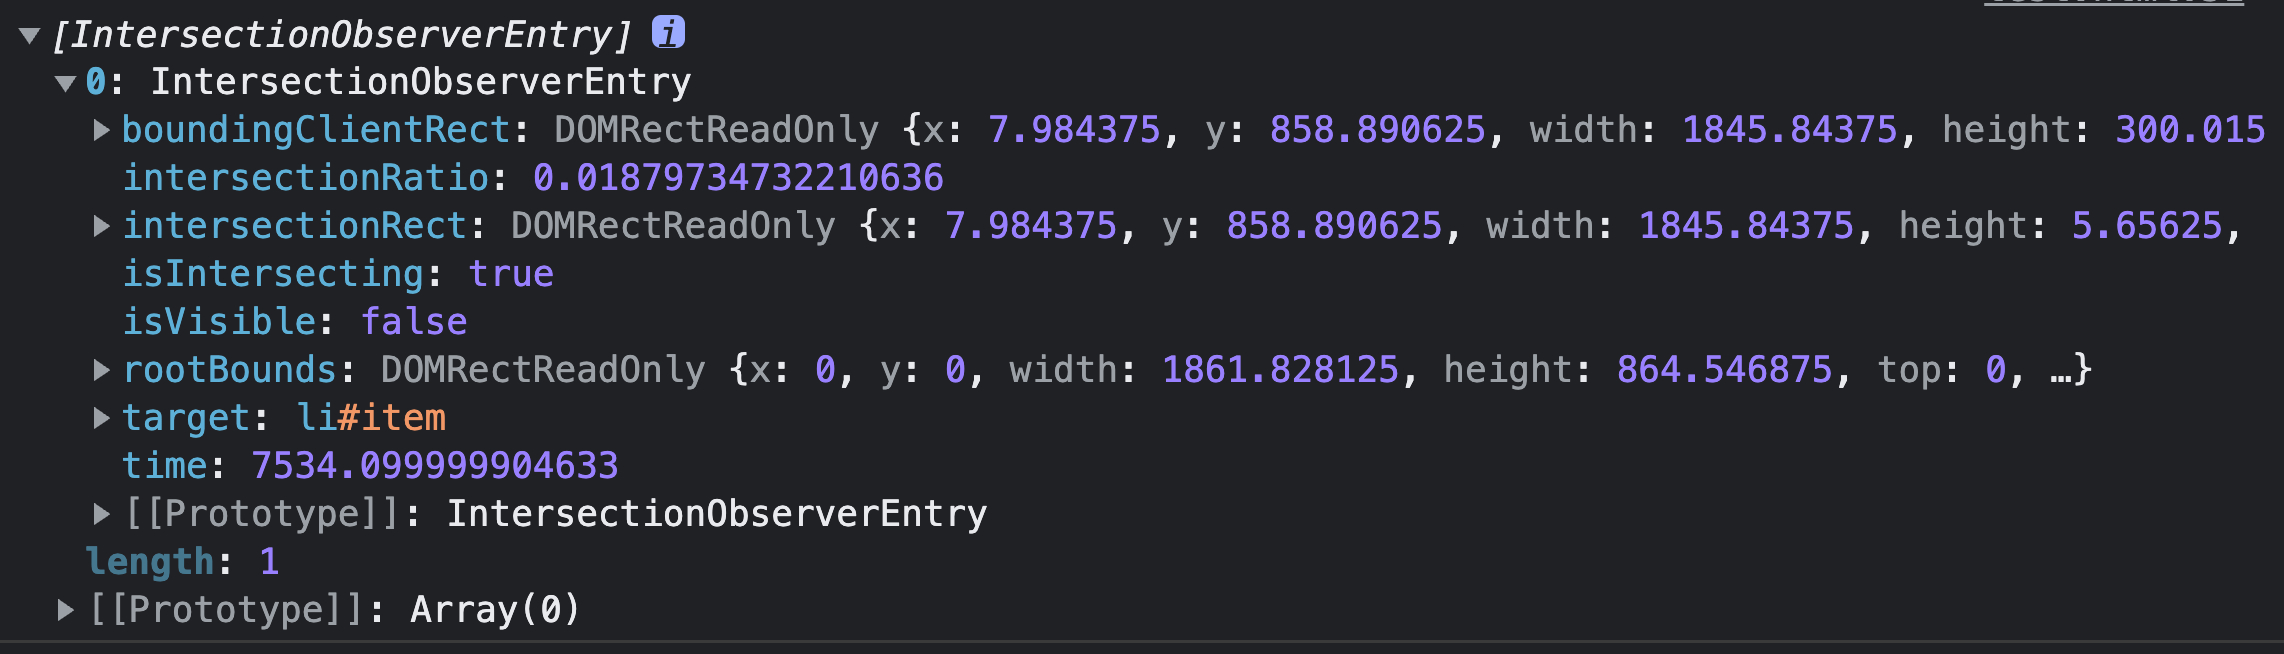 [IntersectionObserverEntry] i
0: IntersectionObserverEntry
boundingClientRect: DOMRectReadOnly {x: 7.984375, y: 858.890625, width: 1845.84375, height: 300.015
intersectionRatio: 0.01879734732210636
intersectionRect: DOMRectReadOnly {x: 7.984375, y: 858.890625, width: 1845.84375, height: 5.65625,
isIntersecting: true
isVisible: false
rootBounds: DOMRectReadOnly {x: 0, y: 0, width: 1861.828125, height: 864.546875, top: 0, …}
target: li#item
time: 7534.099999904633
[[Prototype]]: IntersectionObserverEntry
length: 1
[[Prototype]]: Array(0)